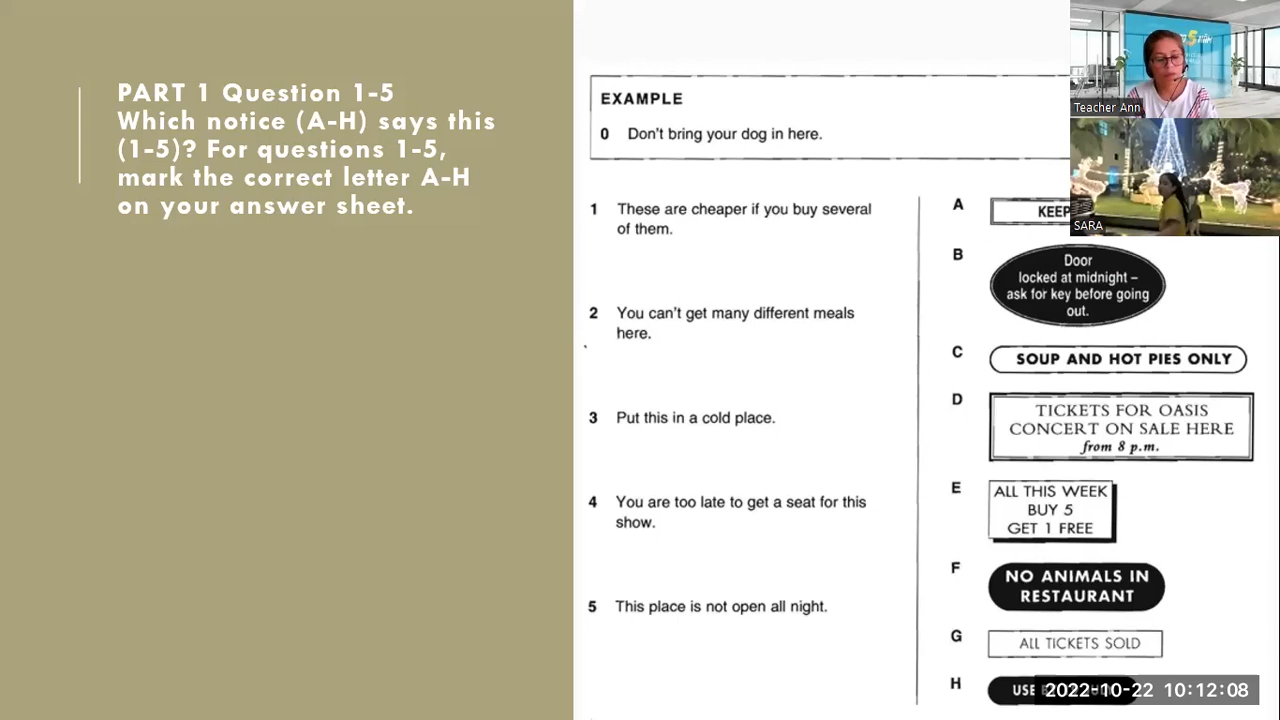 PART 1 Question 1-5
Which notice (A-H) says this
(1-5)? For questions 1-5,
mark the correct letter A-H
on your answer sheet.
EXAMPLE
0 Don't bring your dog in here.
1 These are cheaper if you buy several
of them.
2 You can't get many different meals
here.
3 Put this in a cold place.
4 You are too late to get a seat for this
show.
5 This place is not open all night.
A KEEP
B Door
locked at midnight –
ask for key before going
out.
C SOUP AND HOT PIES ONLY
D TICKETS FOR OASIS
CONCERT ON SALE HERE
from 8 p.m.
E ALL THIS WEEK
BUY 5
GET 1 FREE
F NO ANIMALS IN
RESTAURANT
G ALL TICKETS SOLD
H USE
Teacher Ann
SARA
2022-10-22 10:12:08